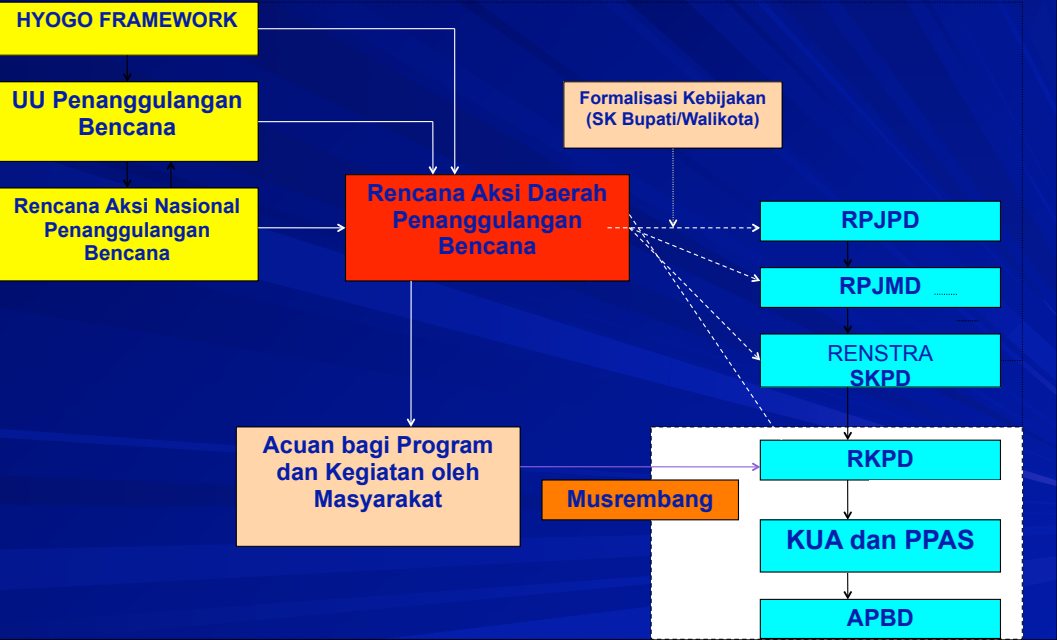 HYOGO FRAMEWORK
UU Penanggulangan
Bencana
Rencana Aksi Nasional
Penanggulangan
Bencana
Rencana Aksi Daerah
Penanggulangan
Bencana
Formalisasi Kebijakan
(SK Bupati/Walikota)
RPJPD
RPJMD
RENSTRA
SKPD
Acuan bagi Program
dan Kegiatan oleh
Masyarakat
Musrembang
RKPD
KUA dan PPAS
APBD